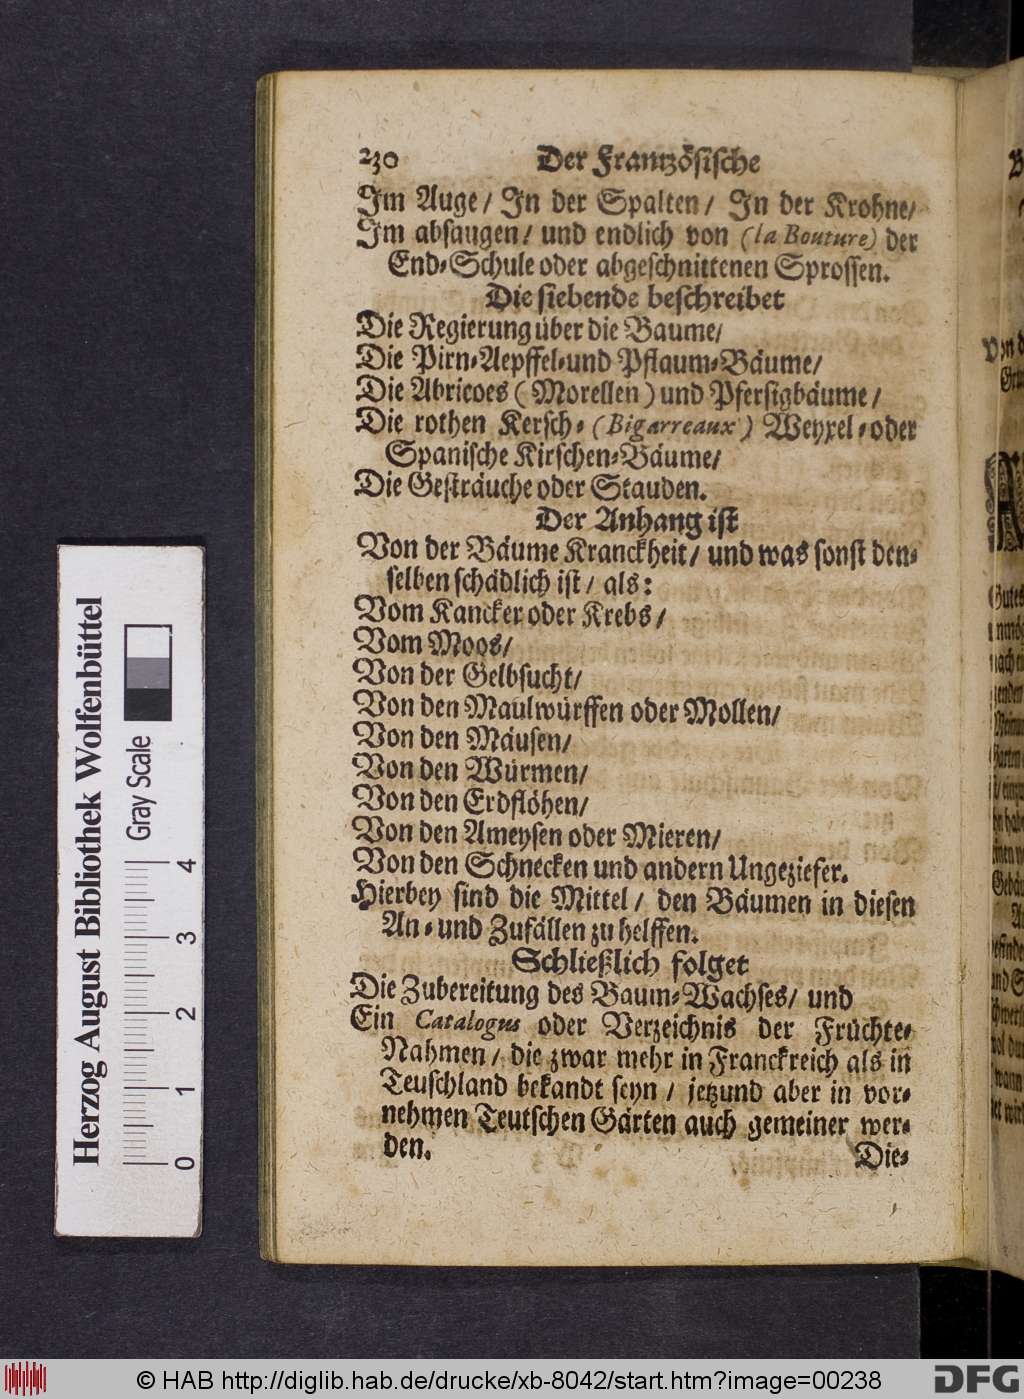 230 Der Frantzösische
Im Auge / In der Spalten / In der Krohne /
Im absaugen / und endlich von (la Bouture) der
End-Schule oder abgeschnittenen Sprossen.
Die siebende beschreibet
Die Regierung über die Baume /
Die Pirn-Aepffel-und Pflaum-Bäume /
Die Abricoes (Morellen) und Pfersigbäume /
Die rothen Kersch- (Bigarreaux) Weyxel-oder
Spanische Kirschen-Bäume /
Die Gesträuche oder Stauden.
Der Anhang ist
Von der Bäume Kranckheit / und was sonst den-
selben schädlich ist / als:
Vom Kancker oder Krebs /
Vom Moos /
Von der Gelbsucht /
Von den Maulwürffen oder Mollen /
Von den Mäusen /
Von den Würmen /
Von den Erdflöhen /
Von den Ameysen oder Mieren /
Von den Schnecken und andern Ungeziefer.
Hierbey sind die Mittel / den Bäumen in diesen
An-und Zufällen zu helffen.
Schließlich folget
Die Zubereitung des Baum-Wachses / und
Ein Catalogus oder Verzeichnis der Früchte-
Nahmen / die zwar mehr in Franckreich als in
Teuschland bekandt seyn / jetzund aber in vor-
nehmen Teutschen Gärten auch gemeiner wer-
den.
Die-
Herzog August Bibliothek Wolfenbüttel
Gray Scale
0 1 2 3 4
© HAB http://diglib.hab.de/drucke/xb-8042/start.htm?image=00238
DFG